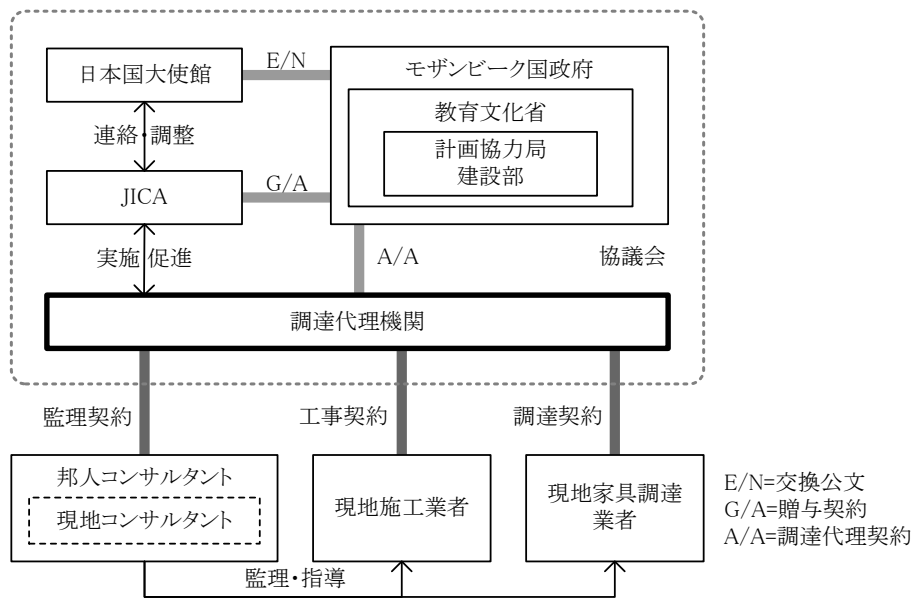 日本国大使館
E/N
モザンビーク国政府
教育文化省
計画協力局
建設部
連絡・調整
JICA
G/A
実施 促進
A/A
協議会
調達代理機関
監理契約
工事契約
調達契約
邦人コンサルタント
現地コンサルタント
現地施工業者
現地家具調達
業者
E/N=交換公文
G/A=贈与契約
A/A=調達代理契約
監理・指導